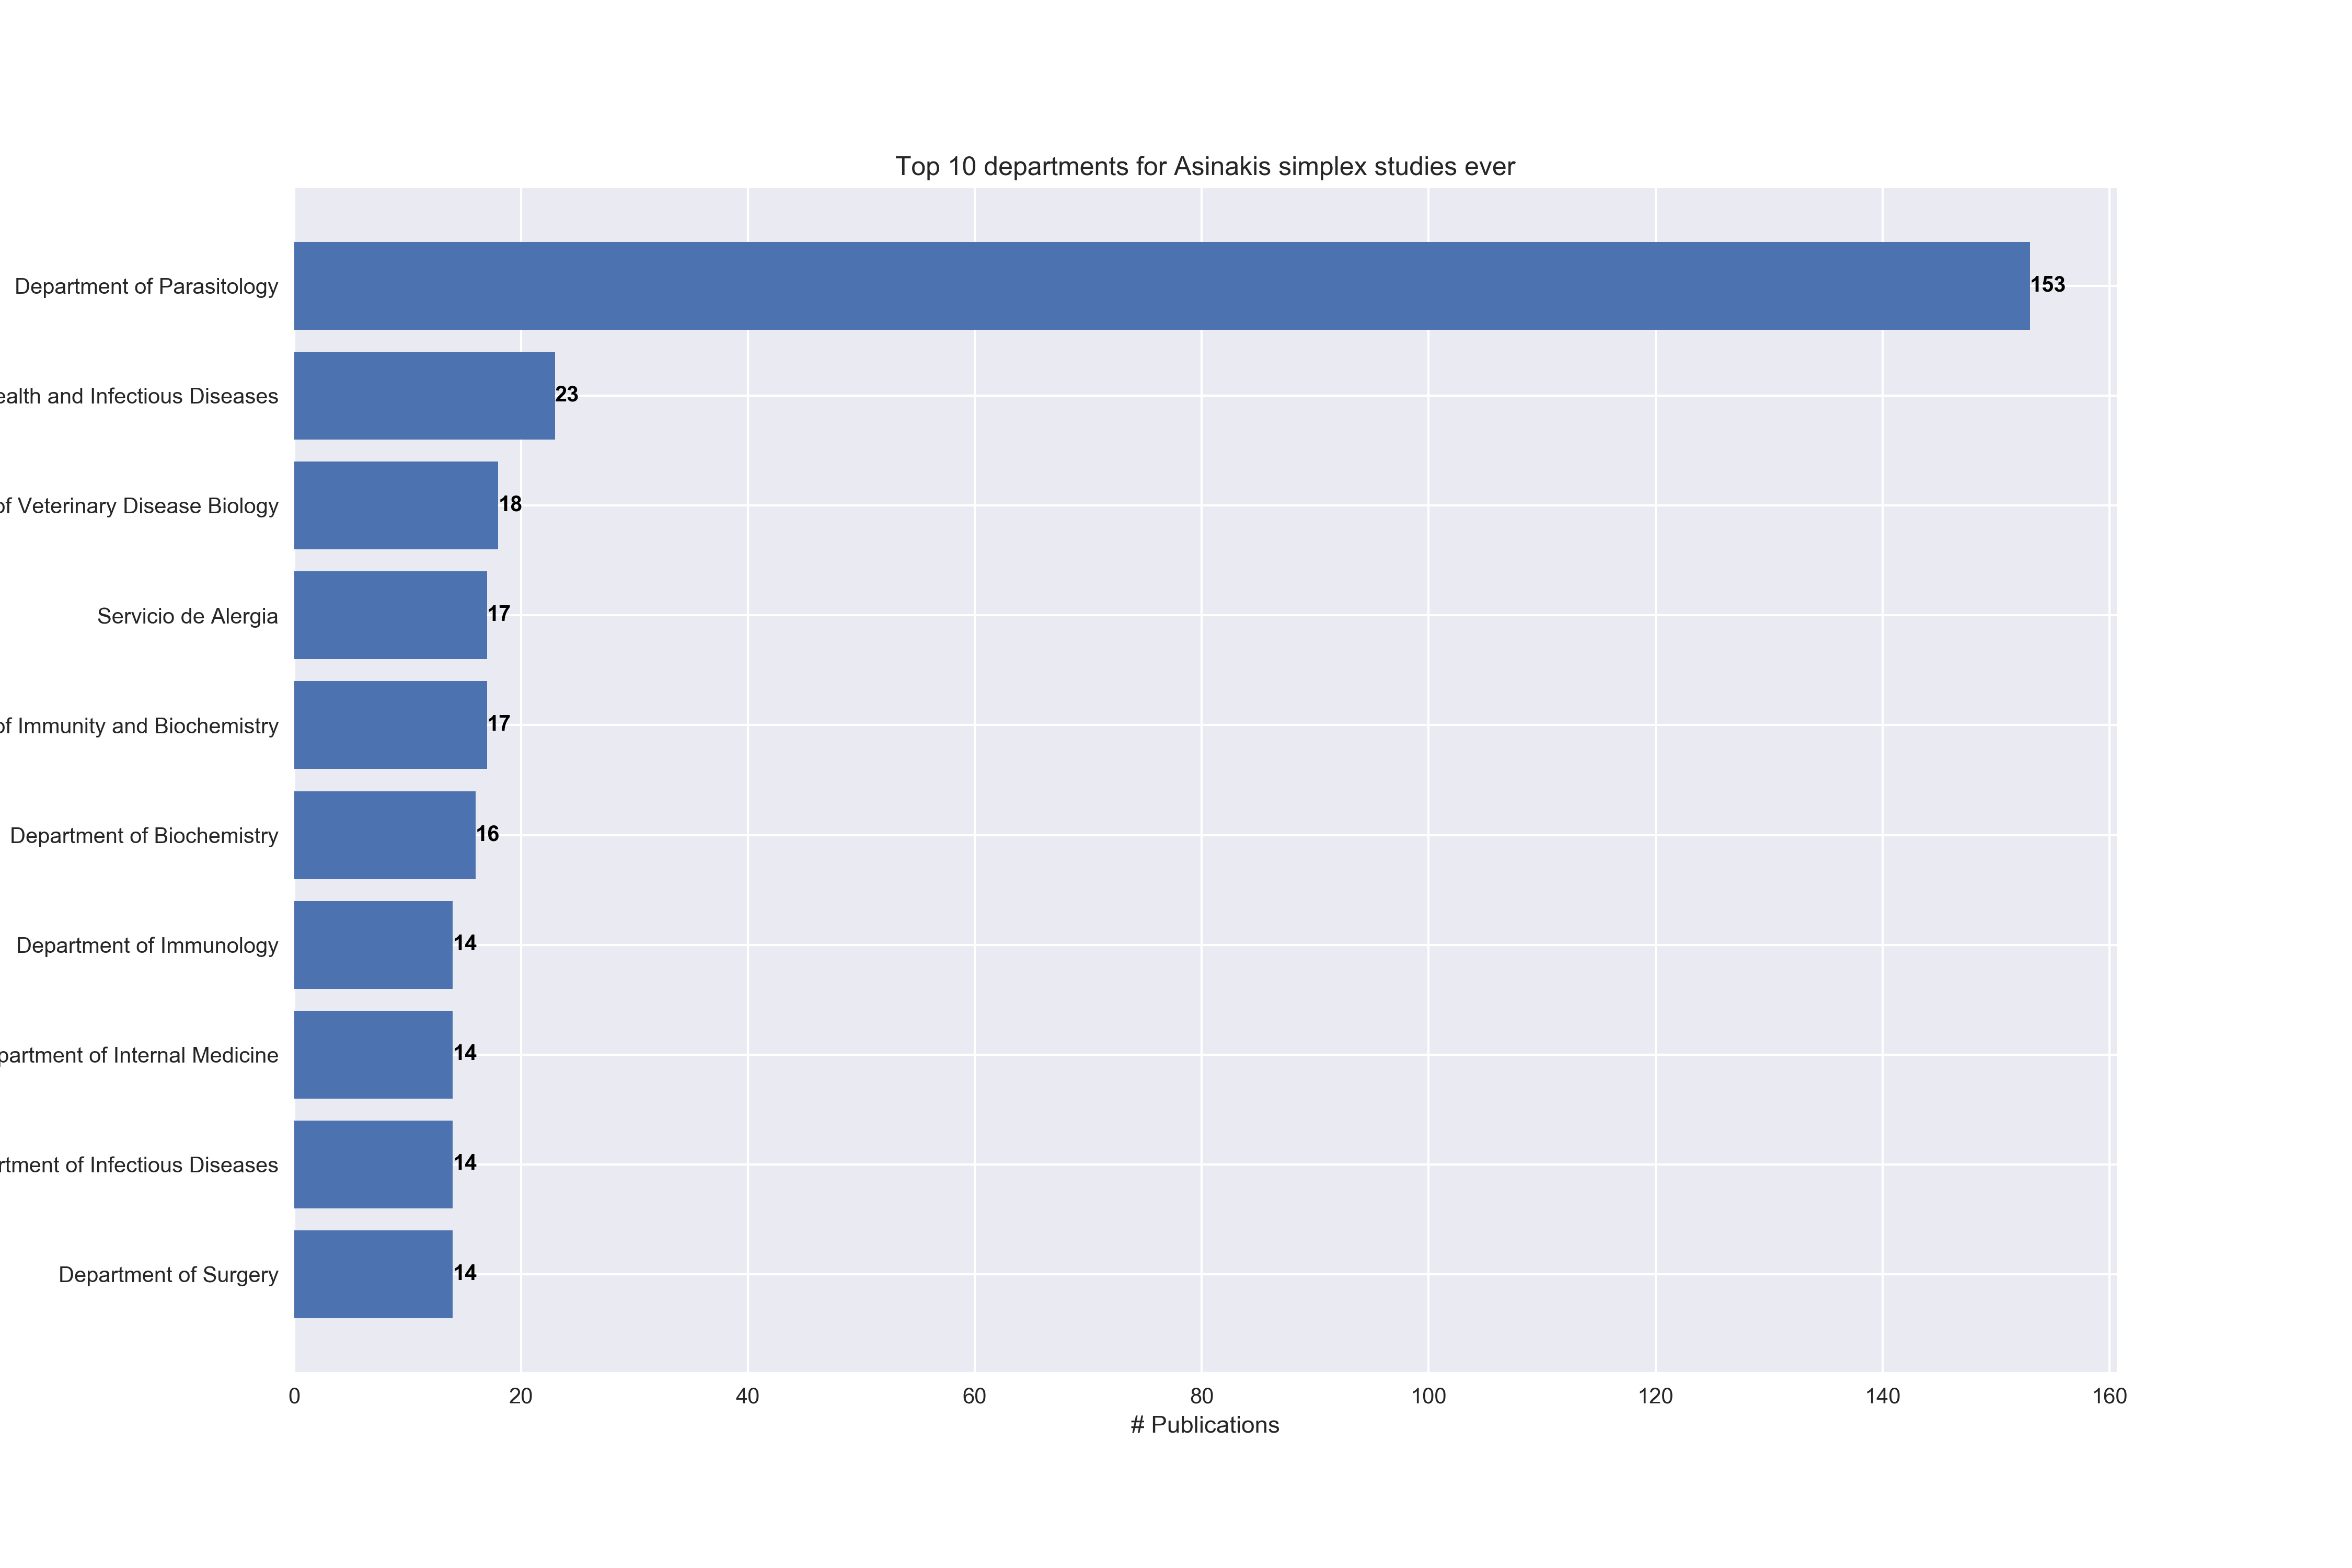 Top 10 departments for Asinakis simplex studies ever
Department of Parasitology 153
ealth and Infectious Diseases 23
of Veterinary Disease Biology 18
Servicio de Alergia 17
of Immunity and Biochemistry 17
Department of Biochemistry 16
Department of Immunology 14
partment of Internal Medicine 14
rtment of Infectious Diseases 14
Department of Surgery 14
0 20 40 60 80 100 120 140 160
# Publications